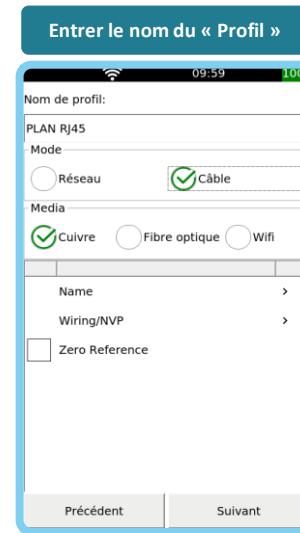 Entrer le nom du « Profil »
09:59 100
Nom de profil:
PLAN RJ45
Mode
Réseau Câble
Media
Cuivre Fibre optique Wifi
Name >
Wiring/NVP >
Zero Reference
Précédent Suivant